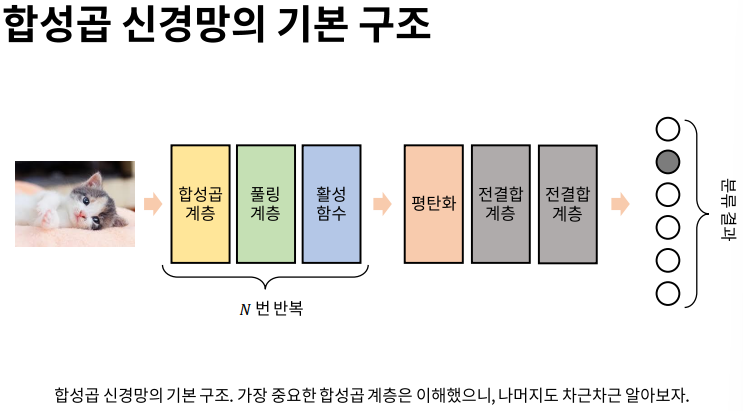 합성곱 신경망의 기본 구조
합성곱
계층
풀링
계층
활성
함수
평탄화
전결합
계층
전결합
계층
분류 결과
N 번 반복
합성곱 신경망의 기본 구조. 가장 중요한 합성곱 계층은 이해했으니, 나머지도 차근차근 알아보자.